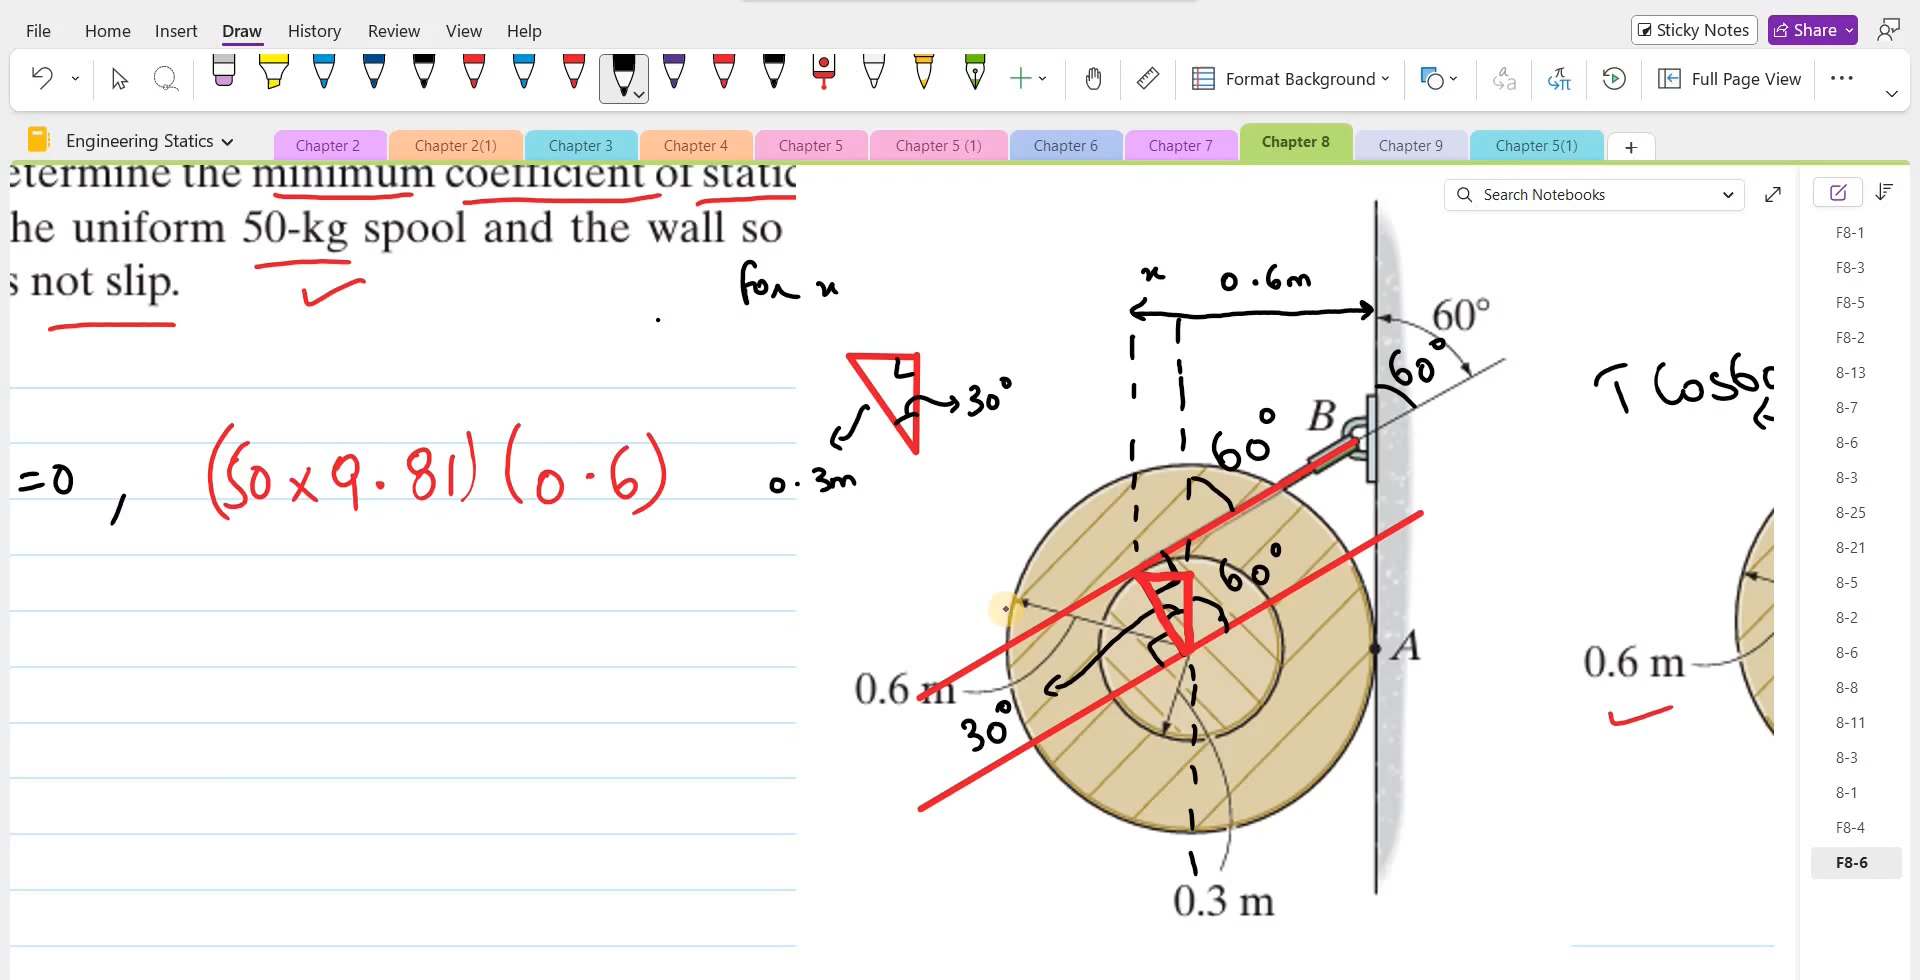 File Home Insert Draw History Review View Help Sticky Notes Share
Format Background Full Page View
Engineering Statics Chapter 2 Chapter 2(1) Chapter 3 Chapter 4 Chapter 5 Chapter 5 (1) Chapter 6 Chapter 7 Chapter 8 Chapter 9 Chapter 5(1)
Search Notebooks
etermine the minimum coefficient of static
he uniform 50-kg spool and the wall so
s not slip.
=0 , (50 x 9.81) (0.6)
for x
30°
0.3m
x 0.6m
60°
60°
B
60°
60°
A
0.6 m
30°
0.3 m
T Cos60
0.6 m
F8-1
F8-3
F8-5
F8-2
8-13
8-7
8-6
8-3
8-25
8-21
8-5
8-2
8-6
8-8
8-11
8-3
8-1
F8-4
F8-6